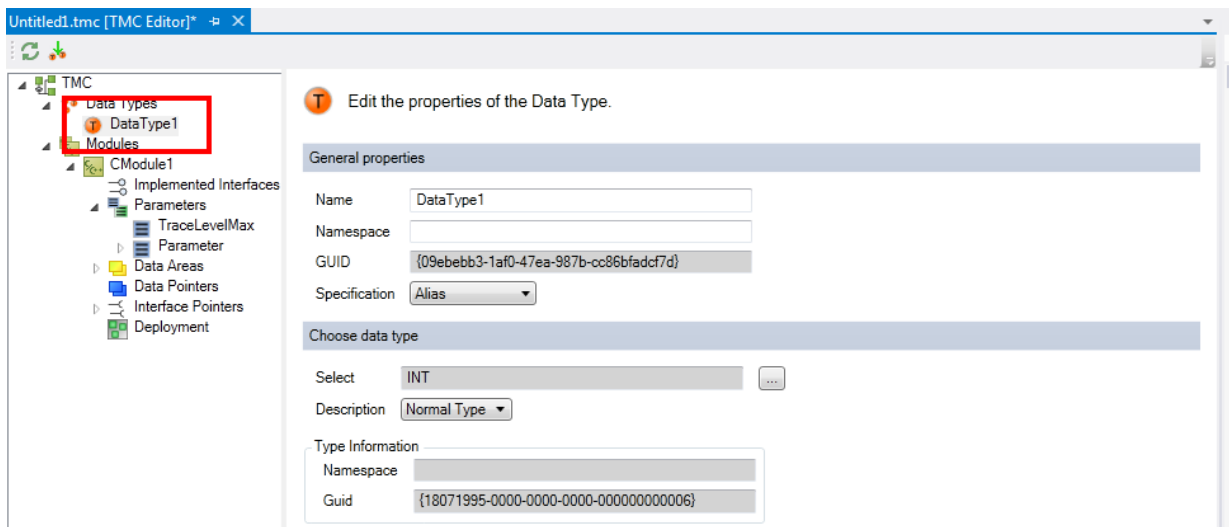 Untitled1.tmc [TMC Editor]*
TMC
Data Types
DataType1
Modules
CModule1
Implemented Interfaces
Parameters
TraceLevelMax
Parameter
Data Areas
Data Pointers
Interface Pointers
Deployment
T Edit the properties of the Data Type.
General properties
Name DataType1
Namespace
GUID {09ebebb3-1af0-47ea-987b-cc86bfadcf7d}
Specification Alias
Choose data type
Select INT ...
Description Normal Type
Type Information
Namespace
Guid {18071995-0000-0000-0000-000000000006}